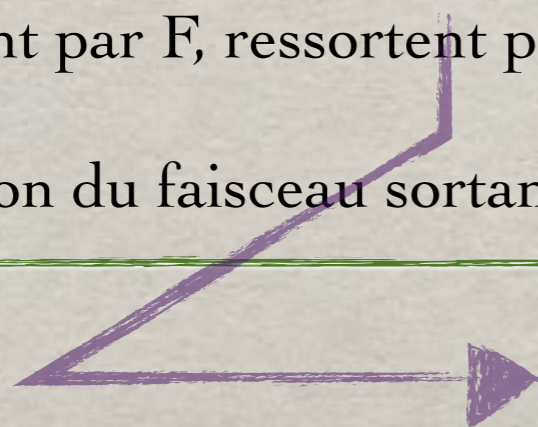 nt par F, ressortent p
on du faisceau sortan